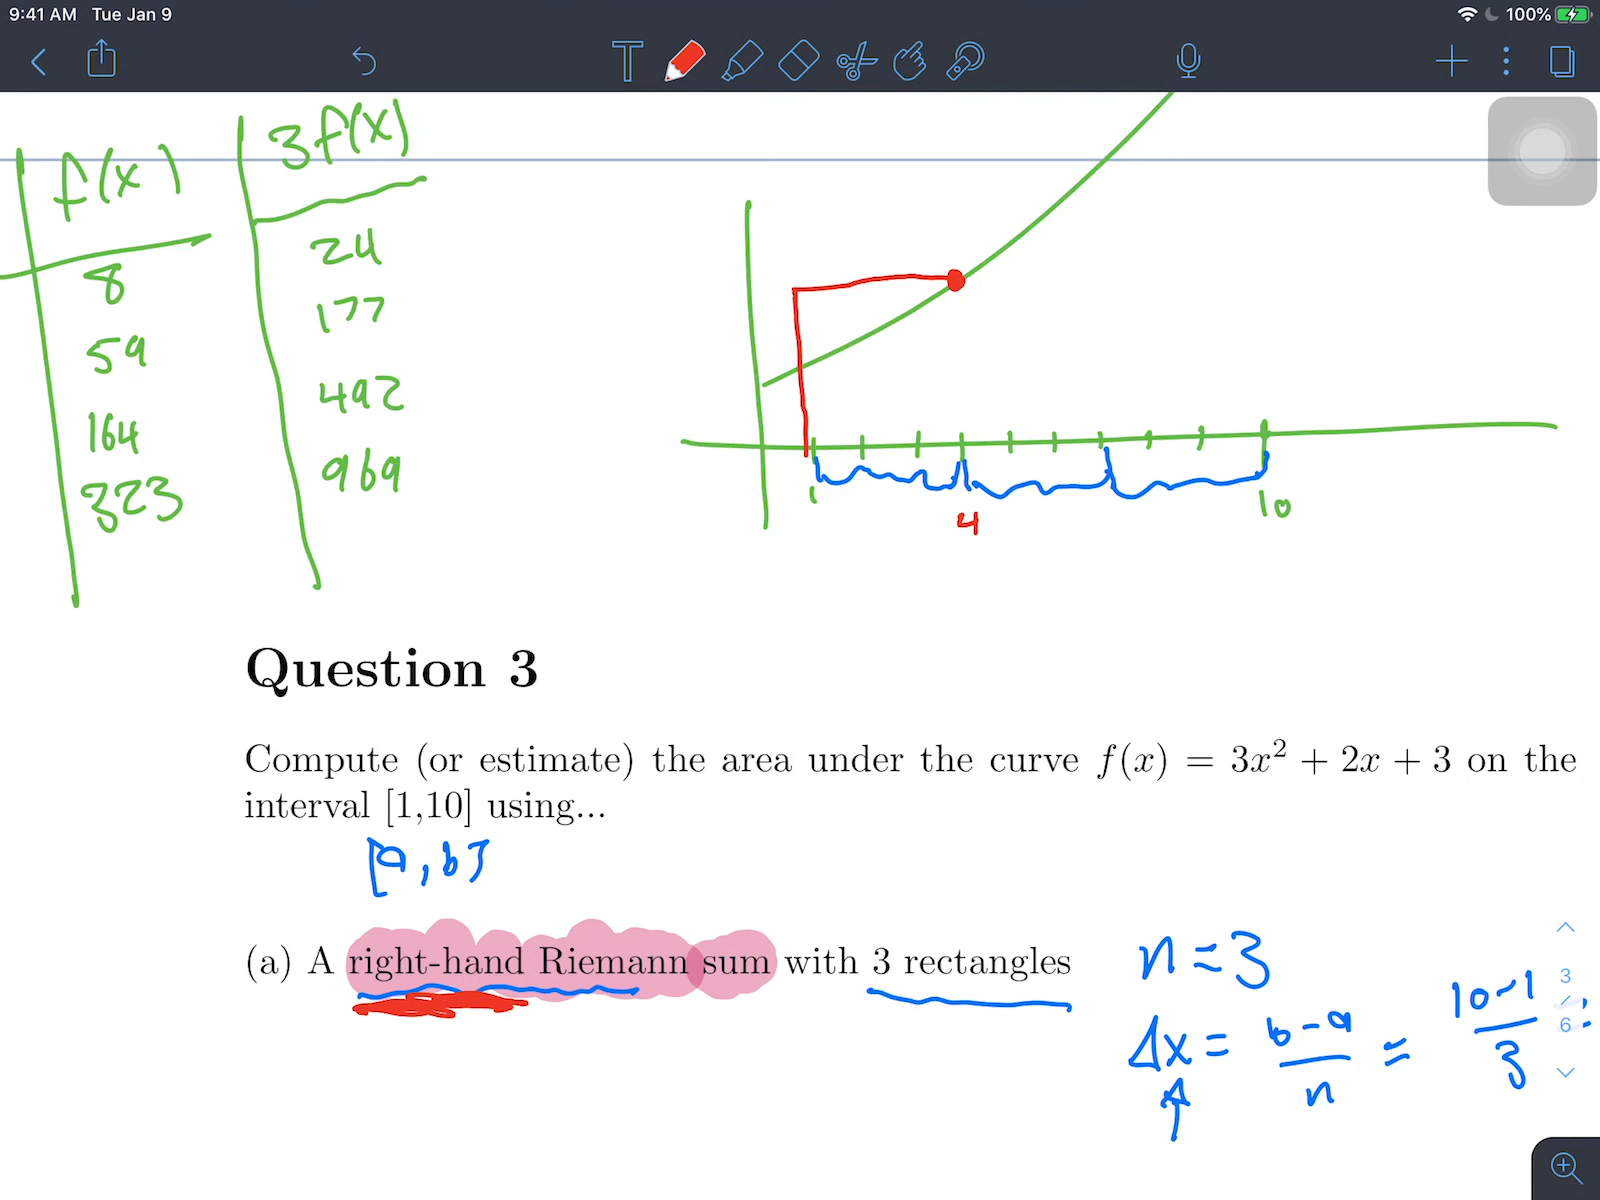 9:41 AM Tue Jan 9
100%
T
f(x)
3f(x)
8
24
59
177
164
492
323
969
1
4
10
Question 3
Compute (or estimate) the area under the curve f(x) = 3x² + 2x + 3 on the
interval [1,10] using...
[a, b]
(a) A right-hand Riemann sum with 3 rectangles
n = 3
Δx = b-a/n = 10-1/3
3/6